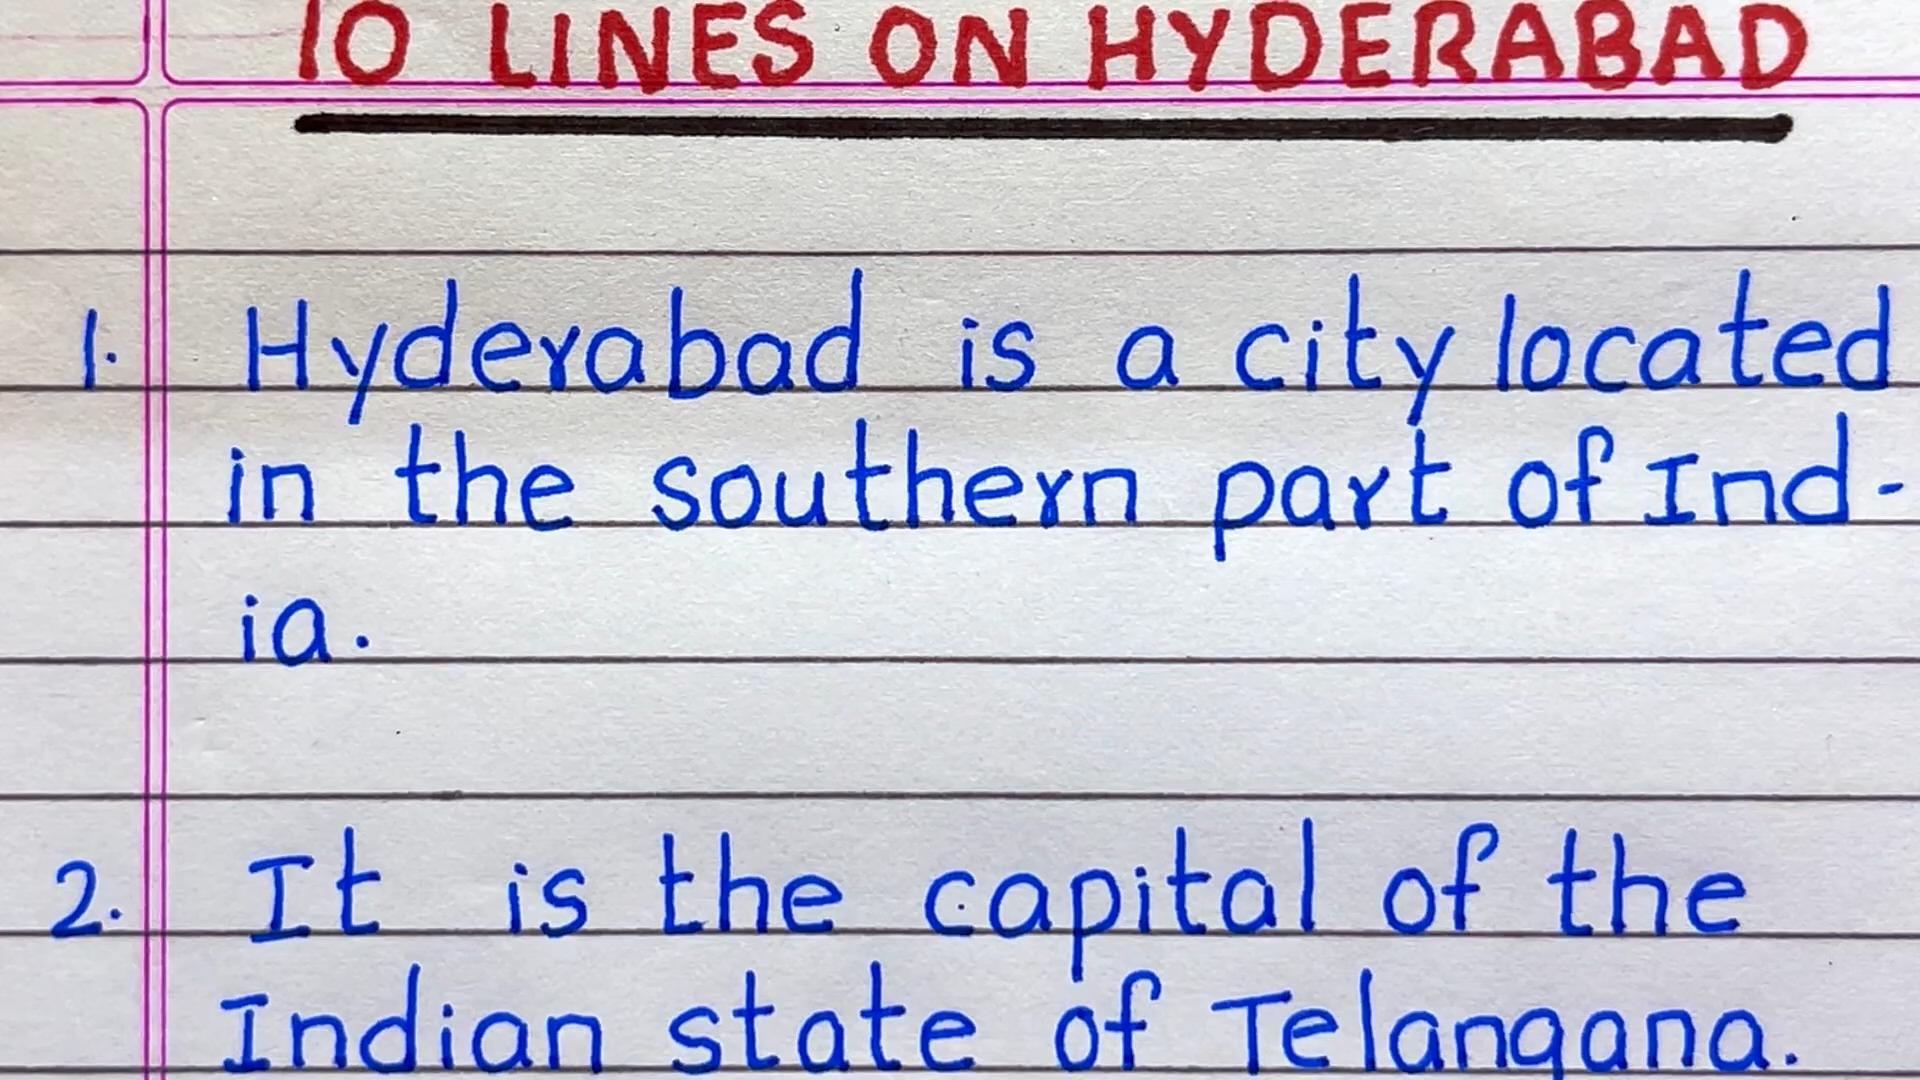 10 LINES ON HYDERABAD
1. Hyderabad is a city located
in the southern part of Ind-
ia.
2. It is the capital of the
Indian state of Telangana.